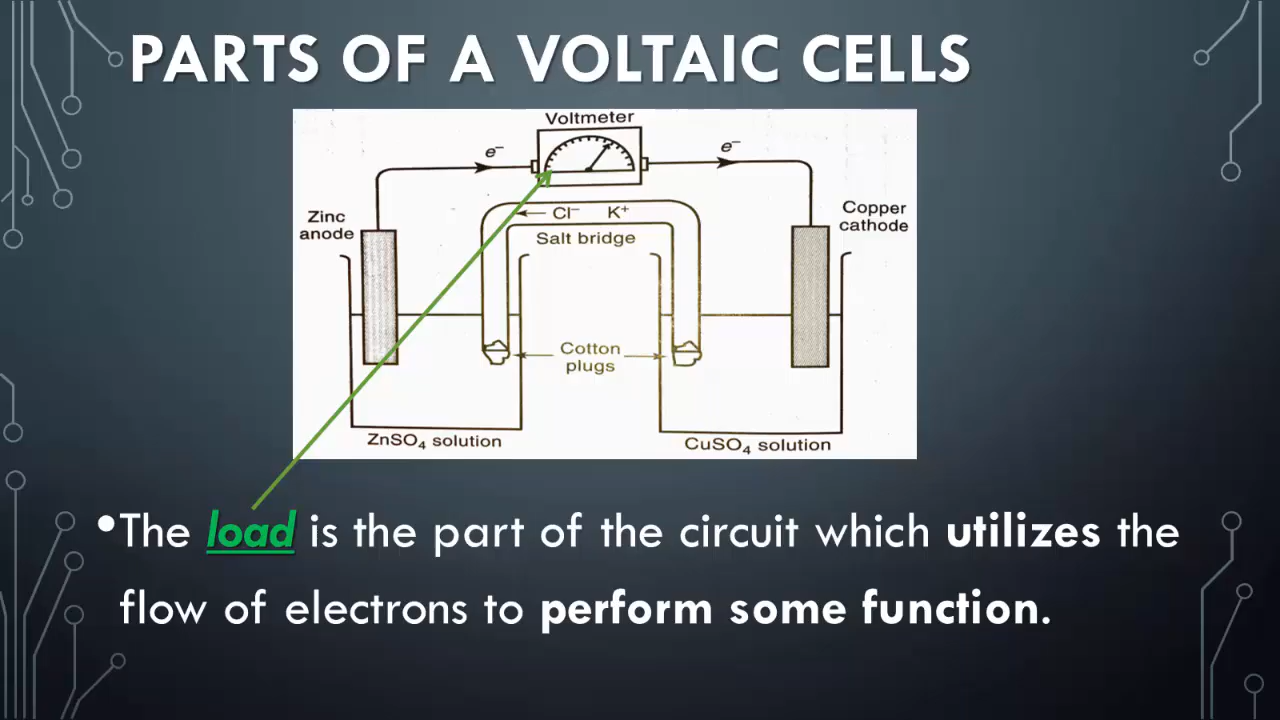 PARTS OF A VOLTAIC CELLS
Voltmeter
e⁻
e⁻
Zinc
anode
Cl⁻ K⁺
Salt bridge
Copper
cathode
Cotton
plugs
ZnSO₄ solution
CuSO₄ solution
•The load is the part of the circuit which utilizes the
flow of electrons to perform some function.